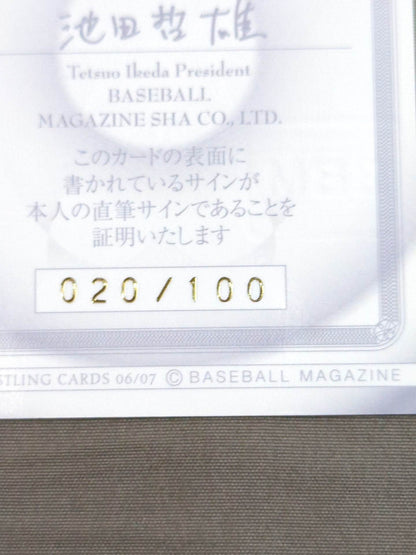 池田哲雄
Tetsuo Ikeda President
BASEBALL
MAGAZINE SHA CO., LTD.
このカードの表面に
書かれているサインが
本人の直筆サインであることを
証明いたします
020/100
STLING CARDS 06/07 © BASEBALL MAGAZINE